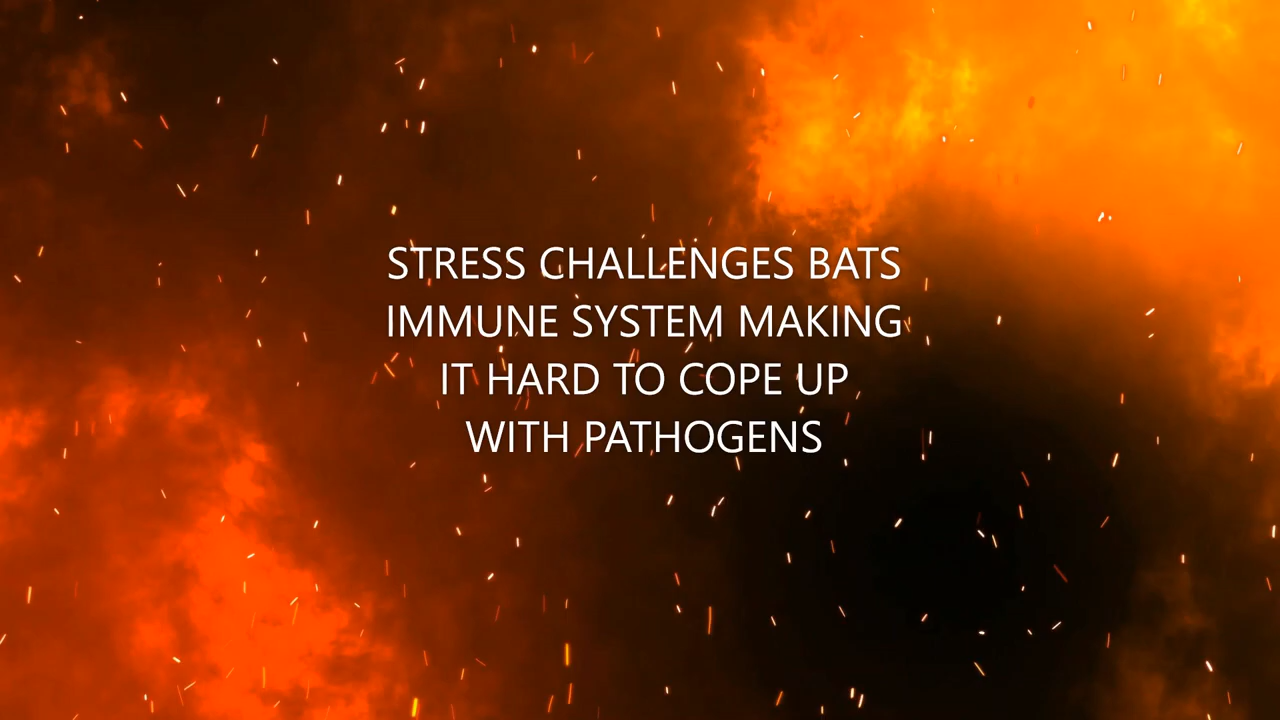 STRESS CHALLENGES BATS
IMMUNE SYSTEM MAKING
IT HARD TO COPE UP
WITH PATHOGENS